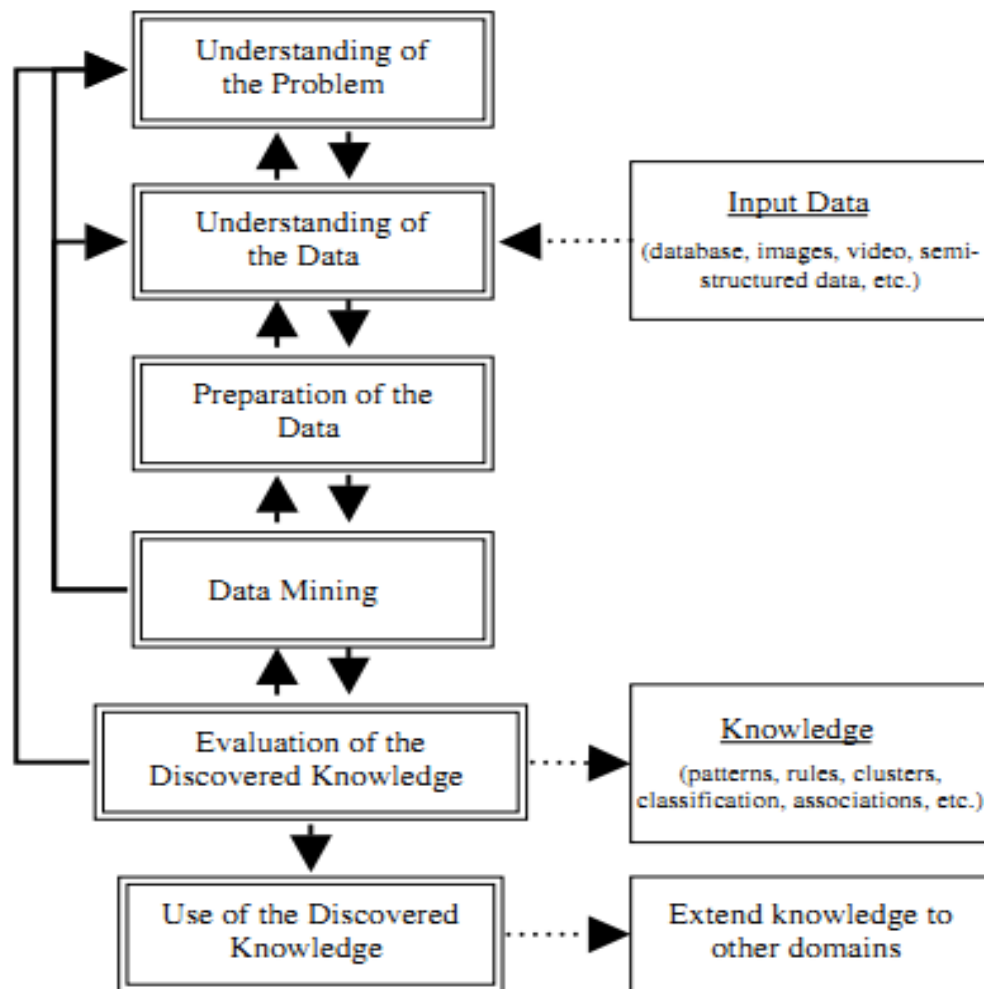 Understanding of
the Problem
Understanding of
the Data
Input Data
(database, images, video, semi-
structured data, etc.)
Preparation of the
Data
Data Mining
Evaluation of the
Discovered Knowledge
Knowledge
(patterns, rules, clusters,
classification, associations, etc.)
Use of the Discovered
Knowledge
Extend knowledge to
other domains